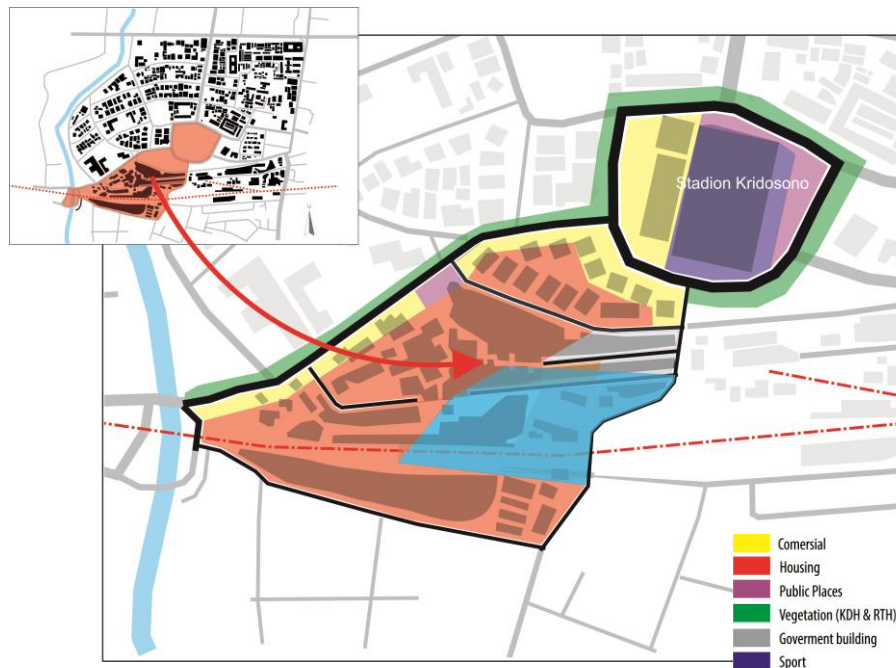 Stadion Kridosono
Comersial
Housing
Public Places
Vegetation (KDH & RTH)
Goverment building
Sport